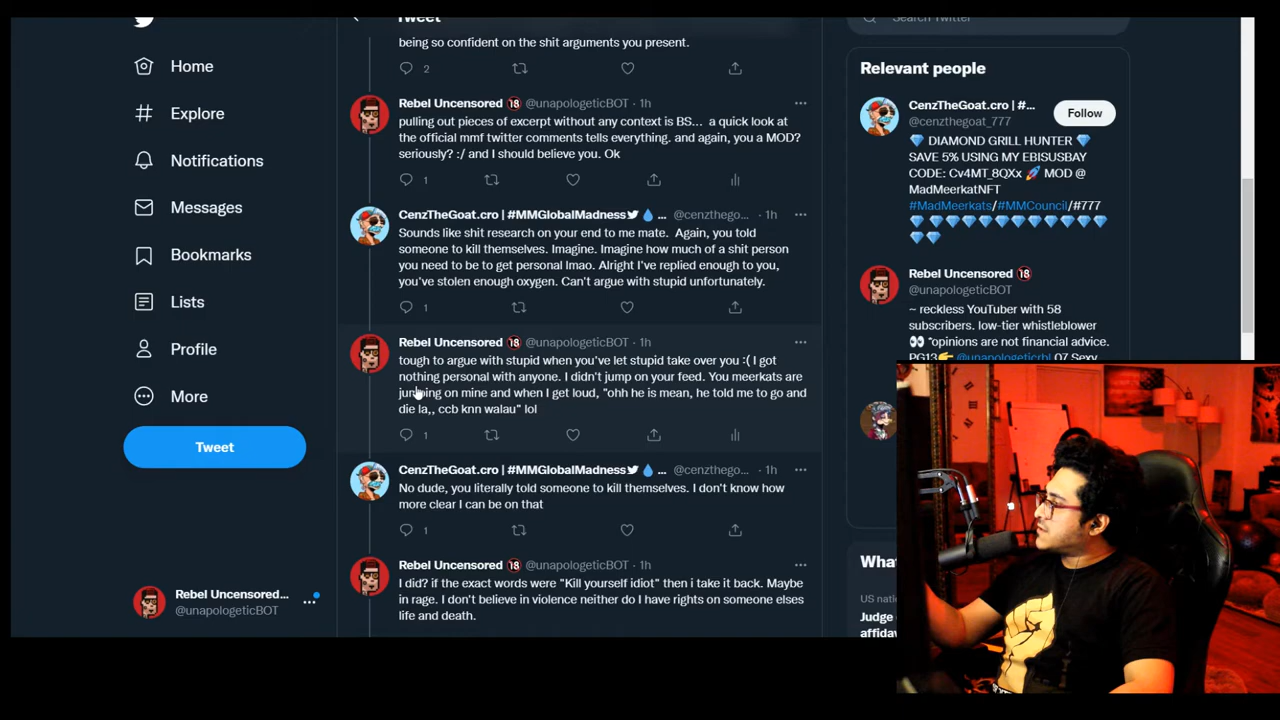 Tweet
Search Twitter
being so confident on the shit arguments you present.
2
Home
Explore
Notifications
Messages
Bookmarks
Lists
Profile
More
Tweet
Rebel Uncensored...
@unapologeticBOT
Rebel Uncensored 🔞 @unapologeticBOT · 1h
pulling out pieces of excerpt without any context is BS... a quick look at
the official mmf twitter comments tells everything. and again, you a MOD?
seriously? :/ and I should believe you. Ok
1
CenzTheGoat.cro | #MMGlobalMadness 💧 ... @cenzthego... · 1h
Sounds like shit research on your end to me mate. Again, you told
someone to kill themselves. Imagine. Imagine how much of a shit person
you need to be to get personal lmao. Alright I've replied enough to you,
you've stolen enough oxygen. Can't argue with stupid unfortunately.
1
Rebel Uncensored 🔞 @unapologeticBOT · 1h
tough to argue with stupid when you've let stupid take over you :( I got
nothing personal with anyone. I didn't jump on your feed. You meerkats are
jumping on mine and when I get loud, "ohh he is mean, he told me to go and
die la,, ccb knn walau" lol
1
CenzTheGoat.cro | #MMGlobalMadness 💧 ... @cenzthego... · 1h
No dude, you literally told someone to kill themselves. I don't know how
more clear I can be on that
1
Rebel Uncensored 🔞 @unapologeticBOT · 1h
I did? if the exact words were "Kill yourself idiot" then i take it back. Maybe
in rage. I don't believe in violence neither do I have rights on someone elses
life and death.
Relevant people
CenzTheGoat.cro | #...
@cenzthegoat_777
Follow
💎 DIAMOND GRILL HUNTER 💎
SAVE 5% USING MY EBISUSBAY
CODE: Cv4MT_8QXx 🚀 MOD @
MadMeerkatNFT
#MadMeerkats/#MMCouncil/#777
Rebel Uncensored 🔞
@unapologeticBOT
~ reckless YouTuber with 58
subscribers. low-tier whistleblower
👀 "opinions are not financial advice.
PG13👉 @unapologeticrbl 07 Sexy
What
US natio
Judge
affida